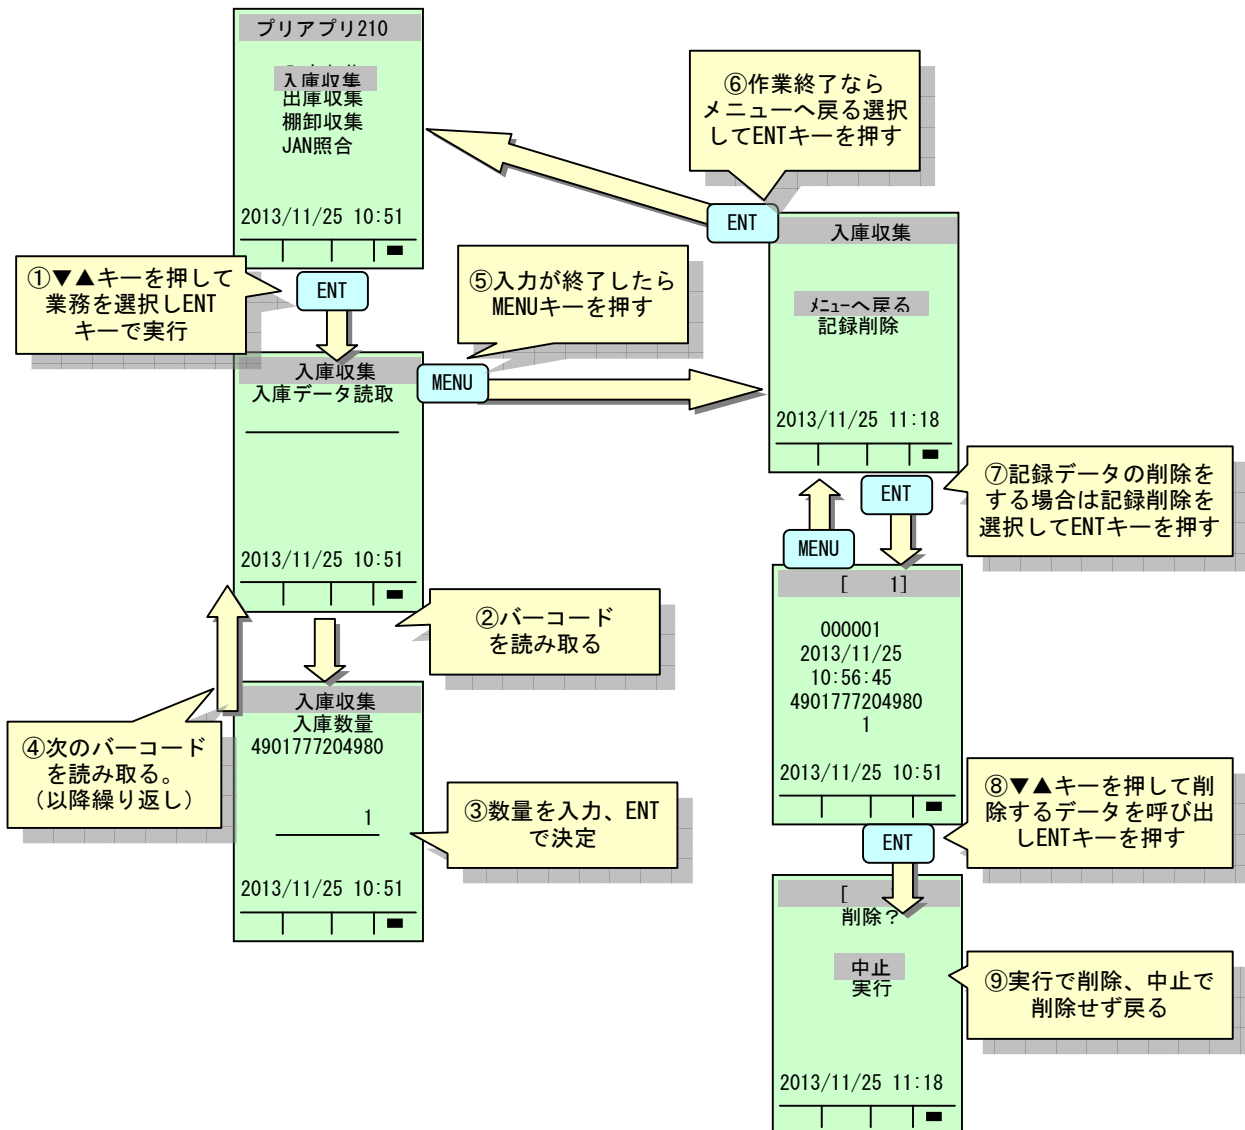 プリアプリ210
入庫収集
出庫収集
棚卸収集
JAN照合
2013/11/25 10:51
①▼▲キーを押して
業務を選択しENT
キーで実行
ENT
入庫収集
入庫データ読取
2013/11/25 10:51
②バーコード
を読み取る
入庫収集
入庫数量
4901777204980
1
2013/11/25 10:51
③数量を入力、ENT
で決定
④次のバーコード
を読み取る。
（以降繰り返し）
⑤入力が終了したら
MENUキーを押す
MENU
⑥作業終了なら
メニューへ戻る選択
してENTキーを押す
ENT
入庫収集
ﾒﾆｭｰへ戻る
記録削除
2013/11/25 11:18
⑦記録データの削除を
する場合は記録削除を
選択してENTキーを押す
ENT
MENU
[ 1]
000001
2013/11/25
10:56:45
4901777204980
1
2013/11/25 10:51
⑧▼▲キーを押して削
除するデータを呼び出
しENTキーを押す
ENT
[
削除？
中止
実行
2013/11/25 11:18
⑨実行で削除、中止で
削除せず戻る